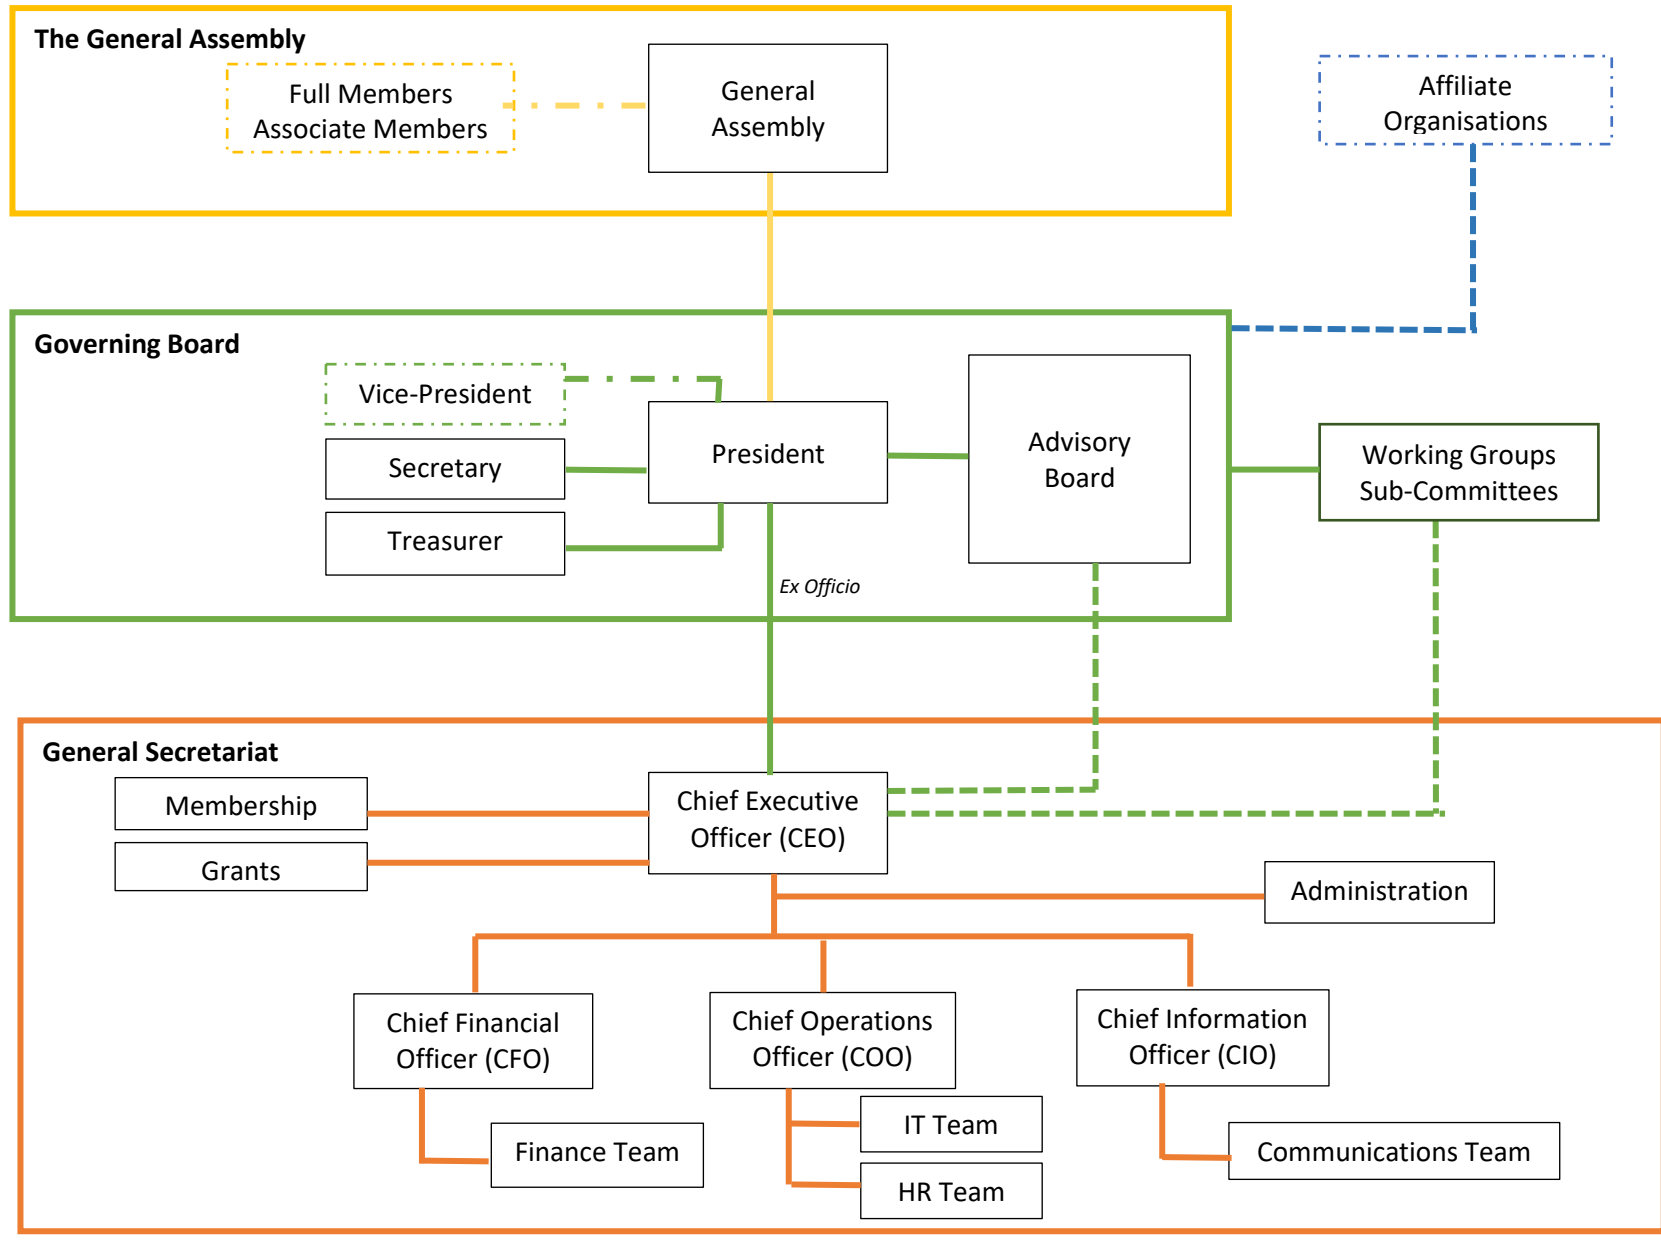 The General Assembly
Full Members
Associate Members
General
Assembly
Affiliate
Organisations
Governing Board
Vice-President
Secretary
Treasurer
President
Advisory
Board
Working Groups
Sub-Committees
Ex Officio
General Secretariat
Membership
Grants
Chief Executive
Officer (CEO)
Administration
Chief Financial
Officer (CFO)
Chief Operations
Officer (COO)
Chief Information
Officer (CIO)
Finance Team
IT Team
HR Team
Communications Team